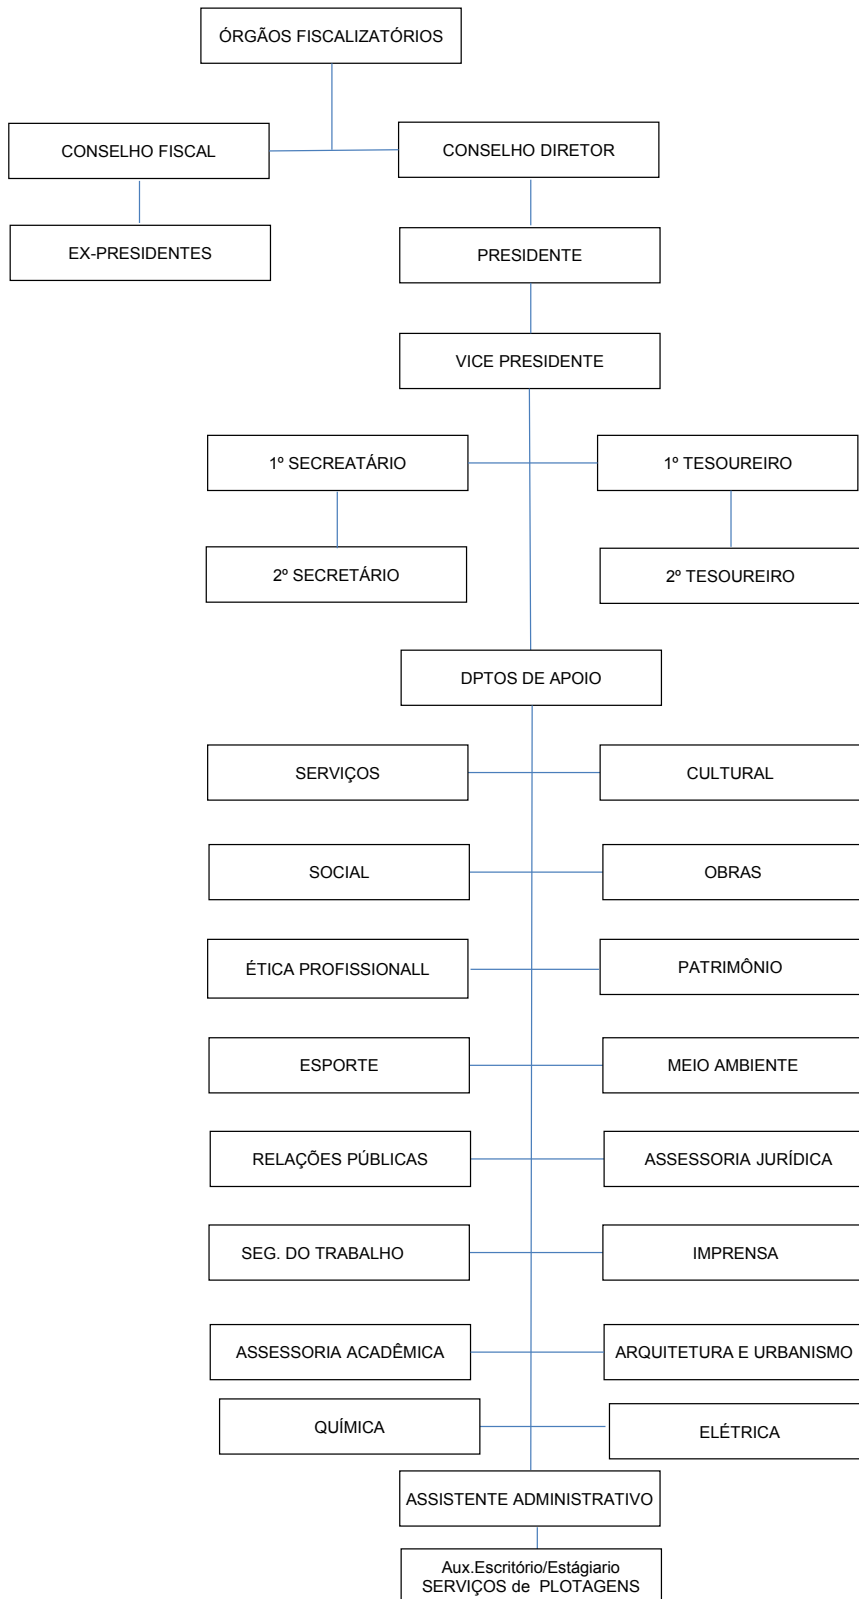 ÓRGÃOS FISCALIZATÓRIOS
CONSELHO FISCAL
CONSELHO DIRETOR
EX-PRESIDENTES
PRESIDENTE
VICE PRESIDENTE
1º SECREATÁRIO
1º TESOUREIRO
2º SECRETÁRIO
2º TESOUREIRO
DPTOS DE APOIO
SERVIÇOS
CULTURAL
SOCIAL
OBRAS
ÉTICA PROFISSIONALL
PATRIMÔNIO
ESPORTE
MEIO AMBIENTE
RELAÇÕES PÚBLICAS
ASSESSORIA JURÍDICA
SEG. DO TRABALHO
IMPRENSA
ASSESSORIA ACADÊMICA
ARQUITETURA E URBANISMO
QUÍMICA
ELÉTRICA
ASSISTENTE ADMINISTRATIVO
Aux.Escritório/Estágiario
SERVIÇOS de PLOTAGENS